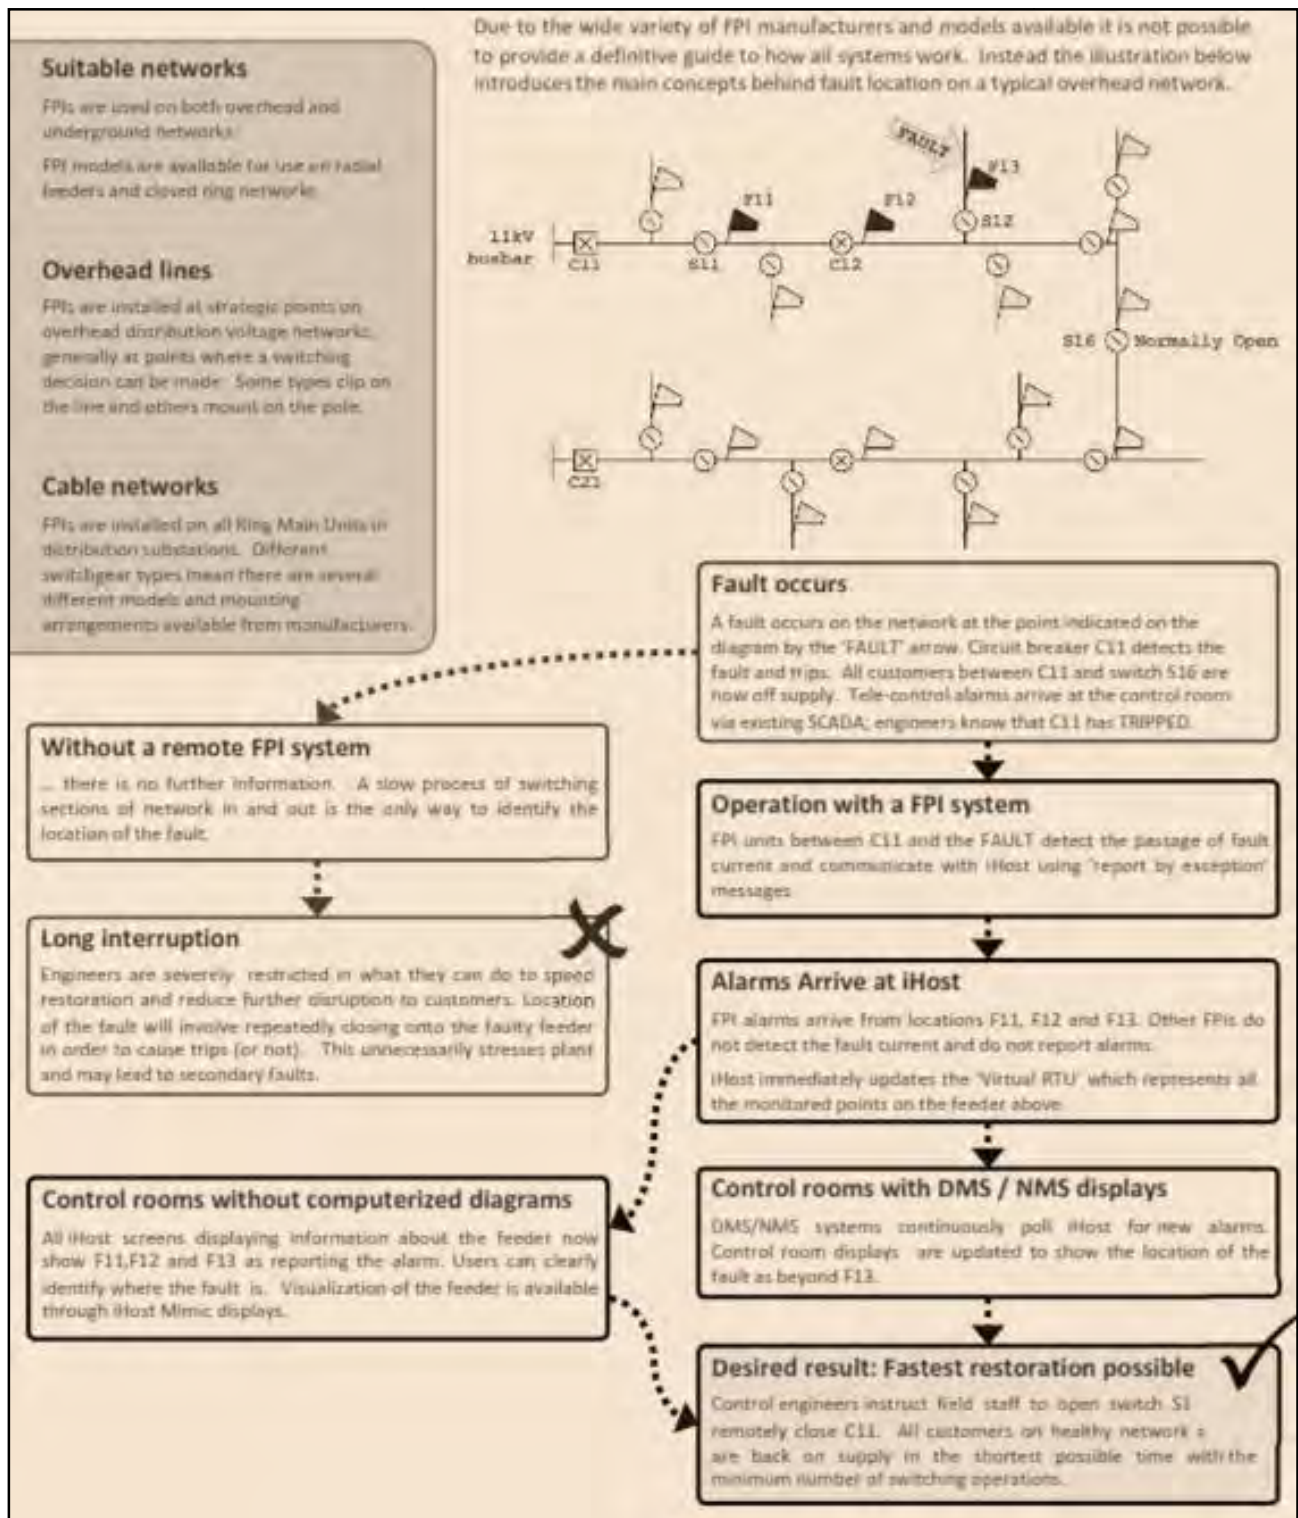 Due to the wide variety of FPI manufacturers and models available it is not possible
to provide a definitive guide to how all systems work. Instead the illustration below
introduces the main concepts behind fault location on a typical overhead network.
Suitable networks
FPIs are used on both overhead and
underground networks.
FPI models are available for use on radial
feeders and closed ring networks.
Overhead lines
FPIs are installed at strategic points on
overhead distribution voltage networks,
generally at points where a switching
decision can be made. Some types clip on
the line and others mount on the pole.
Cable networks
FPIs are installed on all Ring Main Units in
distribution substations. Different
switchgear types mean there are several
different models and mounting
arrangements available from manufacturers.
FAULT
F13
F11
F12
S12
11kV
busbar
C11
S11
C12
S16
Normally Open
C21
Fault occurs
A fault occurs on the network at the point indicated on the
diagram by the 'FAULT' arrow. Circuit breaker C11 detects the
fault and trips. All customers between C11 and switch S16 are
now off supply. Tele-control alarms arrive at the control room
via existing SCADA; engineers know that C11 has TRIPPED.
Without a remote FPI system
... there is no further information. A slow process of switching
sections of network in and out is the only way to identify the
location of the fault.
Operation with a FPI system
FPI units between C11 and the FAULT detect the passage of fault
current and communicate with iHost using 'report by exception'
messages
Long interruption
Engineers are severely restricted in what they can do to speed
restoration and reduce further disruption to customers. Location
of the fault will involve repeatedly closing onto the faulty feeder
in order to cause trips (or not). This unnecessarily stresses plant
and may lead to secondary faults.
Alarms Arrive at iHost
FPI alarms arrive from locations F11, F12 and F13. Other FPIs do
not detect the fault current and do not report alarms.
iHost immediately updates the 'Virtual RTU' which represents all
the monitored points on the feeder above.
Control rooms without computerized diagrams
All iHost screens displaying information about the feeder now
show F11,F12 and F13 as reporting the alarm. Users can clearly
identify where the fault is. Visualization of the feeder is available
through iHost Mimic displays.
Control rooms with DMS / NMS displays
DMS/NMS systems continuously poll iHost for new alarms.
Control room displays are updated to show the location of the
fault as beyond F13.
Desired result: Fastest restoration possible
Control engineers instruct field staff to open switch S1
remotely close C11. All customers on healthy network
are back on supply in the shortest possible time with the
minimum number of switching operations.